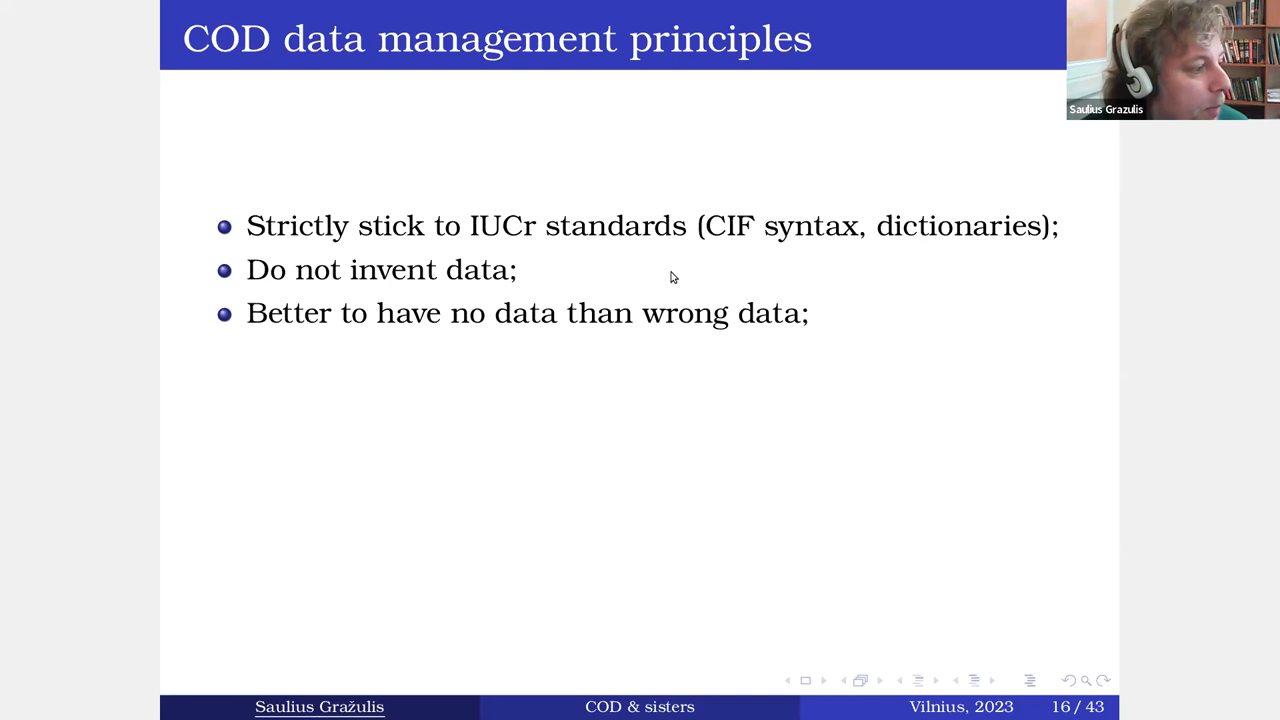 COD data management principles
Saulius Grazulis
Strictly stick to IUCr standards (CIF syntax, dictionaries);
Do not invent data;
Better to have no data than wrong data;
Saulius Gražulis
COD & sisters
Vilnius, 2023
16 / 43